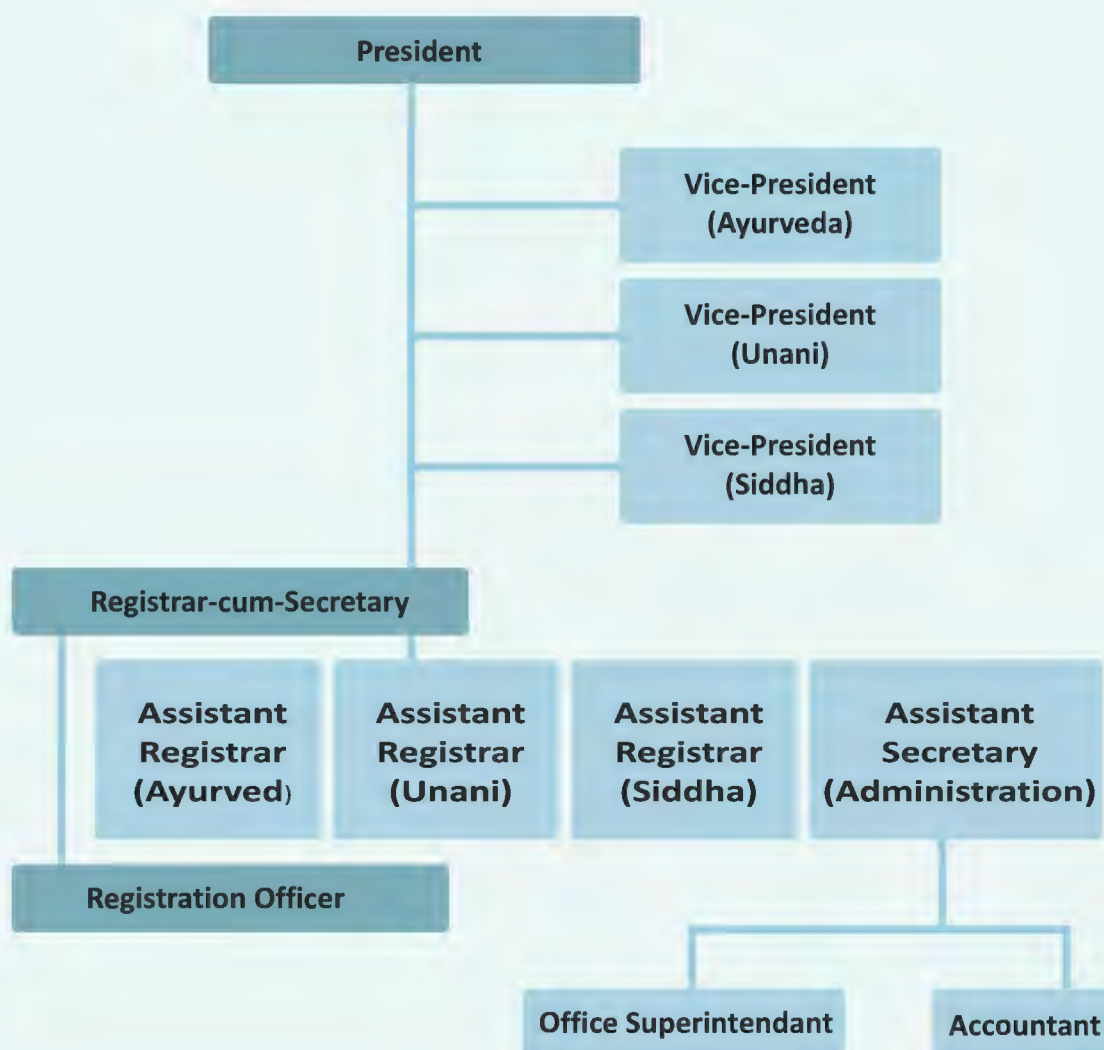 President
Vice-President
(Ayurveda)
Vice-President
(Unani)
Vice-President
(Siddha)
Registrar-cum-Secretary
Assistant
Registrar
(Ayurved)
Assistant
Registrar
(Unani)
Assistant
Registrar
(Siddha)
Assistant
Secretary
(Administration)
Registration Officer
Office Superintendant
Accountant